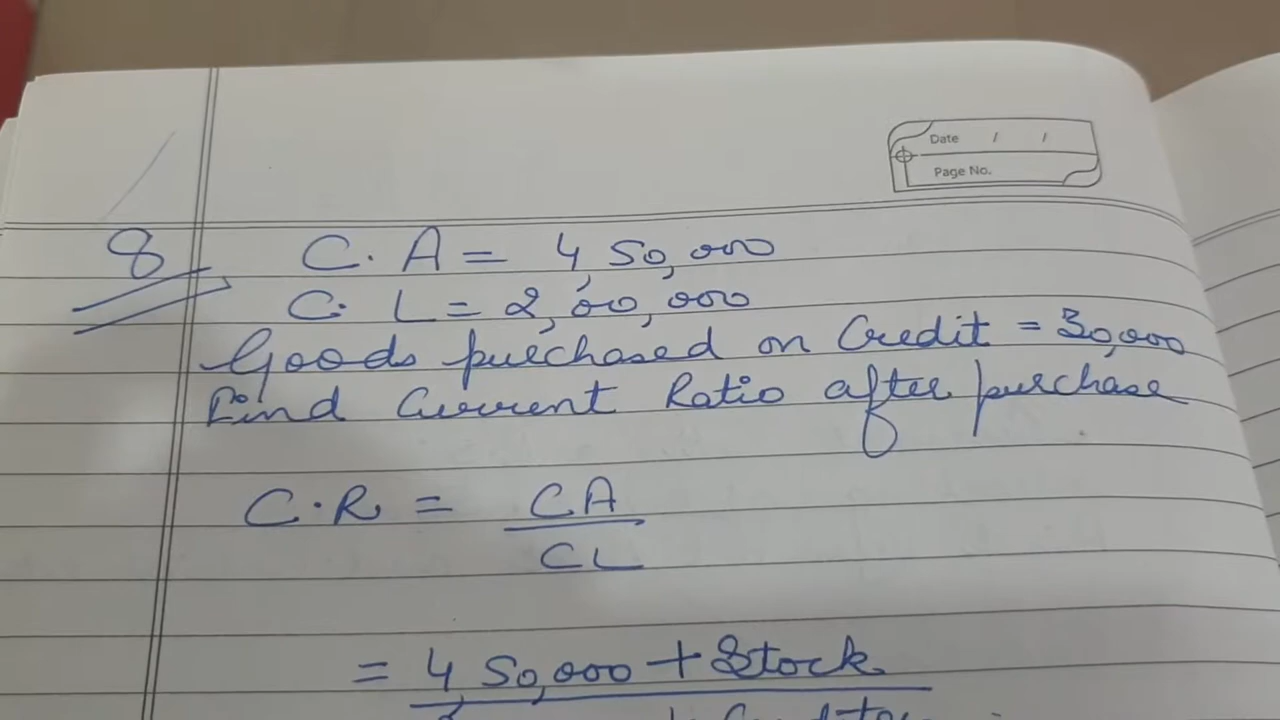 Date / /
Page No.
8 C. A = 4,50,000
C. L = 2,00,000
Goods purchased on Credit = 30,000
Find Current Ratio after purchase
C.R = CA
CL
= 4,50,000 + Stock